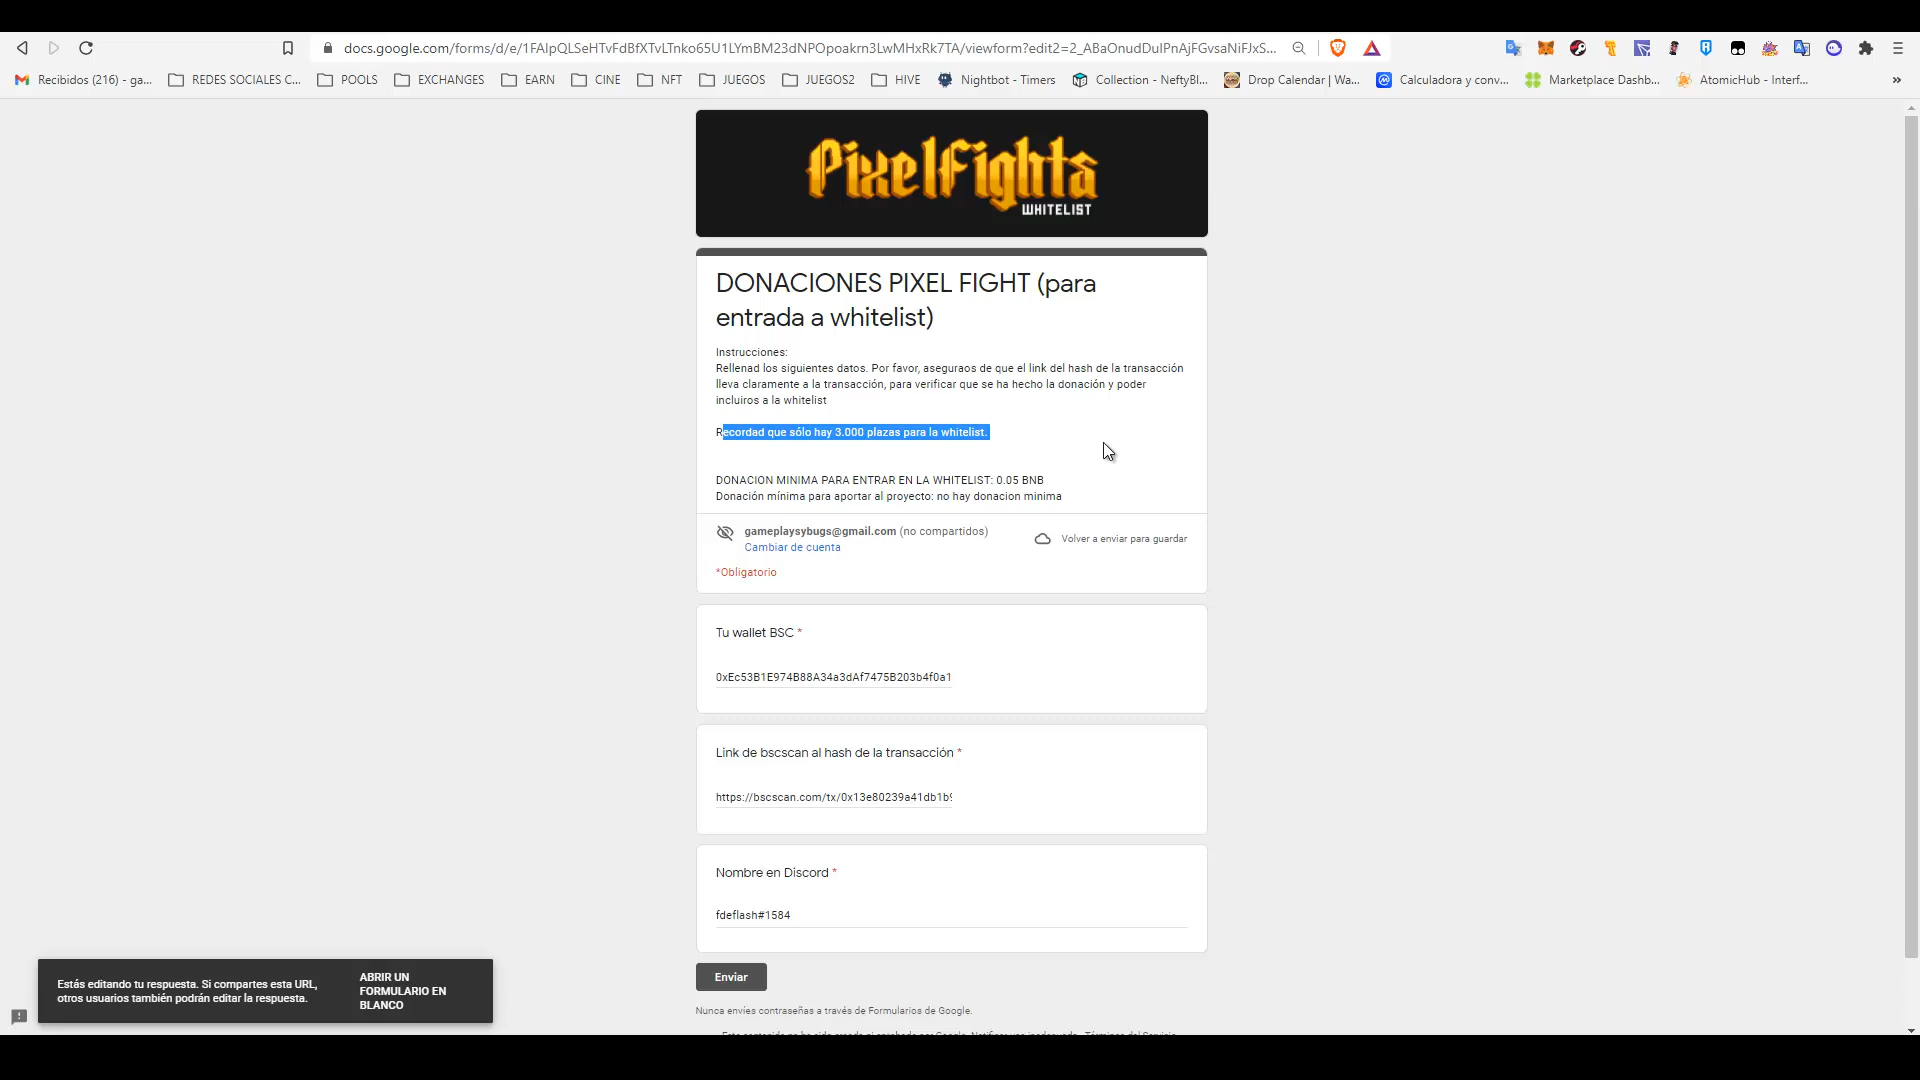 docs.google.com/forms/d/e/1FAIpQLSeHTvFdBfXTvLTnko65U1LYmBM23dNPOpoakrn3LwMHxRk7TA/viewform?edit2=2_ABaOnudDuIPnAjFGvsaNiFJxS...
Recibidos (216) - ga... REDES SOCIALES C... POOLS EXCHANGES EARN CINE NFT JUEGOS JUEGOS2 HIVE Nightbot - Timers Collection - NeftyBl... Drop Calendar | Wa... Calculadora y conv... Marketplace Dashb... AtomicHub - Interf... »
PixelFights
WHITELIST
DONACIONES PIXEL FIGHT (para
entrada a whitelist)
Instrucciones:
Rellenad los siguientes datos. Por favor, aseguraos de que el link del hash de la transacción
lleva claramente a la transacción, para verificar que se ha hecho la donación y poder
incluiros a la whitelist
Recordad que sólo hay 3.000 plazas para la whitelist.
DONACION MINIMA PARA ENTRAR EN LA WHITELIST: 0.05 BNB
Donación mínima para aportar al proyecto: no hay donacion minima
gameplaysybugs@gmail.com (no compartidos)
Cambiar de cuenta
Volver a enviar para guardar
*Obligatorio
Tu wallet BSC *
0xEc53B1E974B88A34a3dAf7475B203b4f0a1
Link de bscscan al hash de la transacción *
https://bscscan.com/tx/0x13e80239a41db1b9
Nombre en Discord *
fdeflash#1584
Enviar
Nunca envíes contraseñas a través de Formularios de Google.
Estás editando tu respuesta. Si compartes esta URL,
otros usuarios también podrán editar la respuesta.
ABRIR UN
FORMULARIO EN
BLANCO